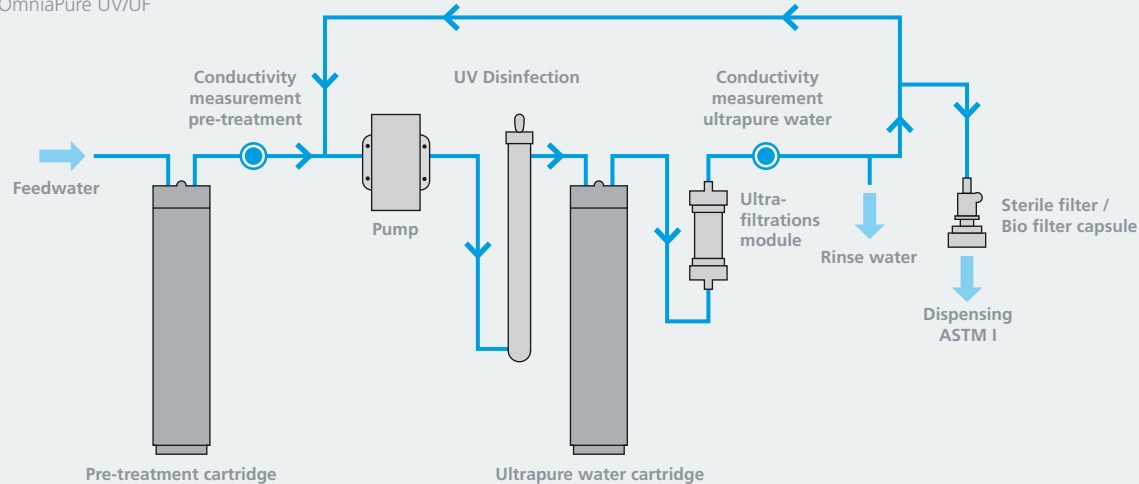 OmniaPure UV/UF
Conductivity
measurement
pre-treatment
UV Disinfection
Conductivity
measurement
ultrapure water
Feedwater
Pump
Ultra-
filtrations
module
Rinse water
Sterile filter /
Bio filter capsule
Dispensing
ASTM I
Pre-treatment cartridge
Ultrapure water cartridge